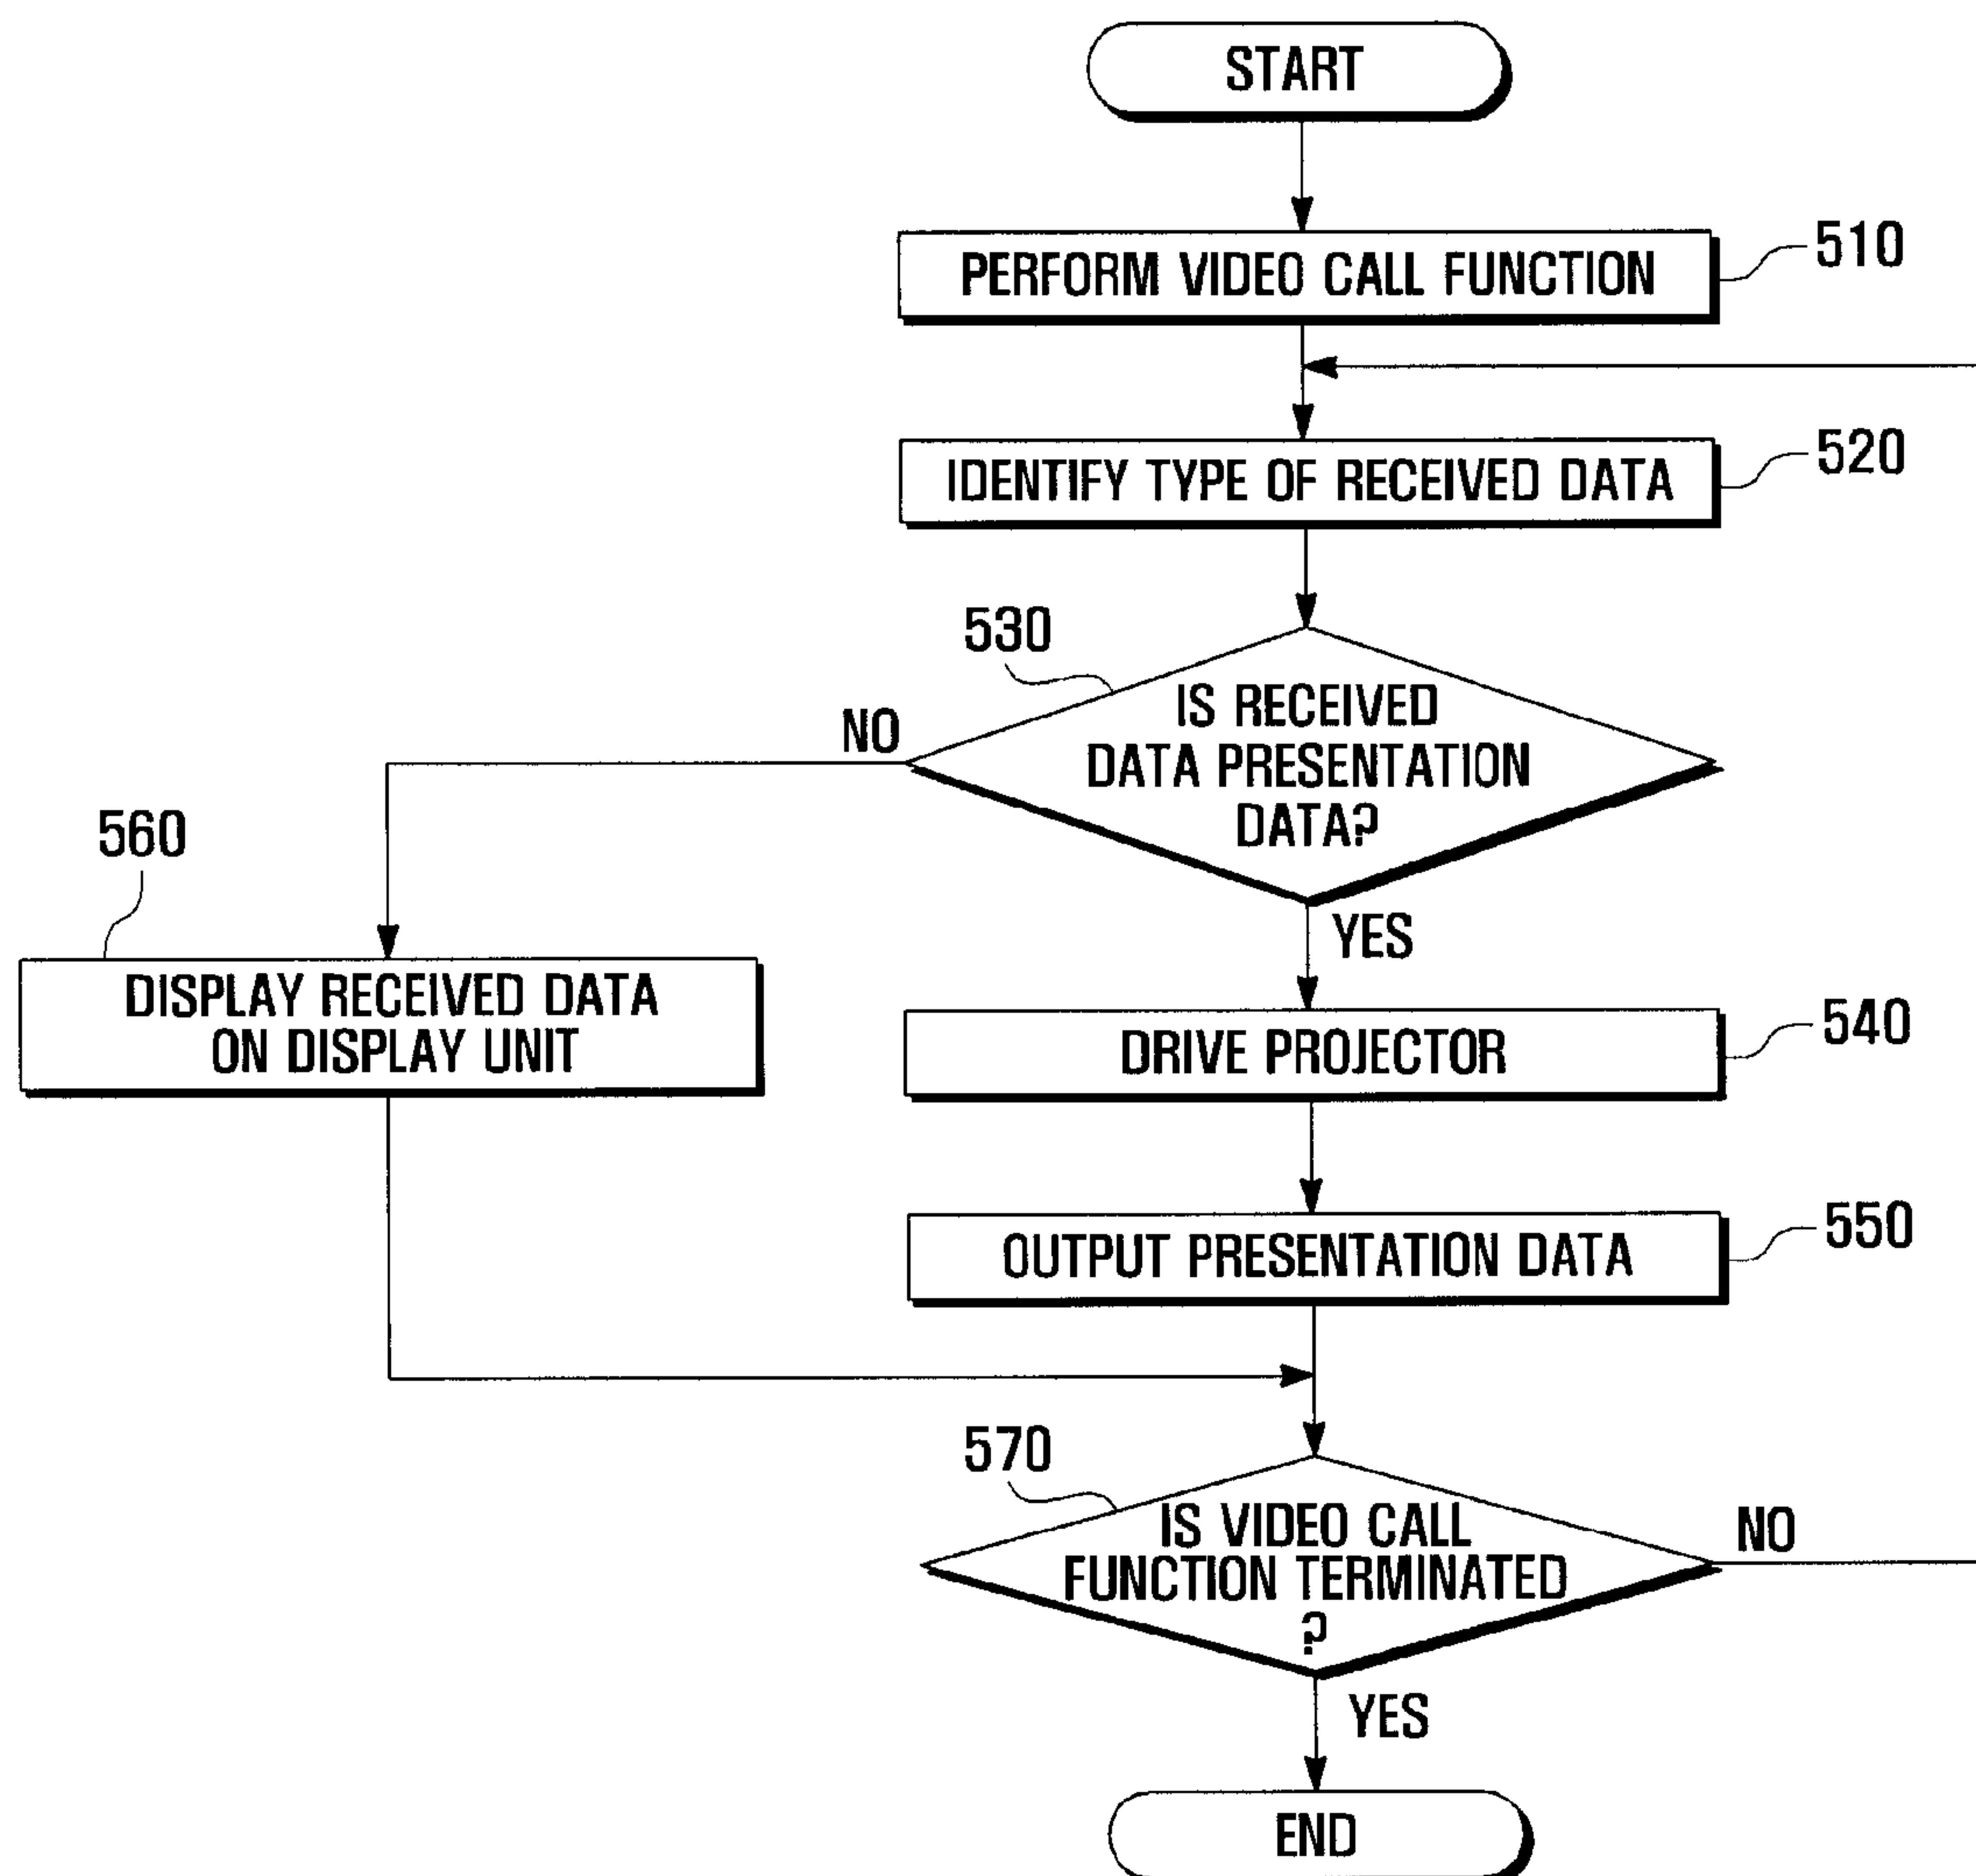 START
PERFORM VIDEO CALL FUNCTION
510
IDENTIFY TYPE OF RECEIVED DATA
520
530
IS RECEIVED
DATA PRESENTATION
DATA?
NO
YES
560
DISPLAY RECEIVED DATA
ON DISPLAY UNIT
DRIVE PROJECTOR
540
OUTPUT PRESENTATION DATA
550
570
IS VIDEO CALL
FUNCTION TERMINATED
?
NO
YES
END